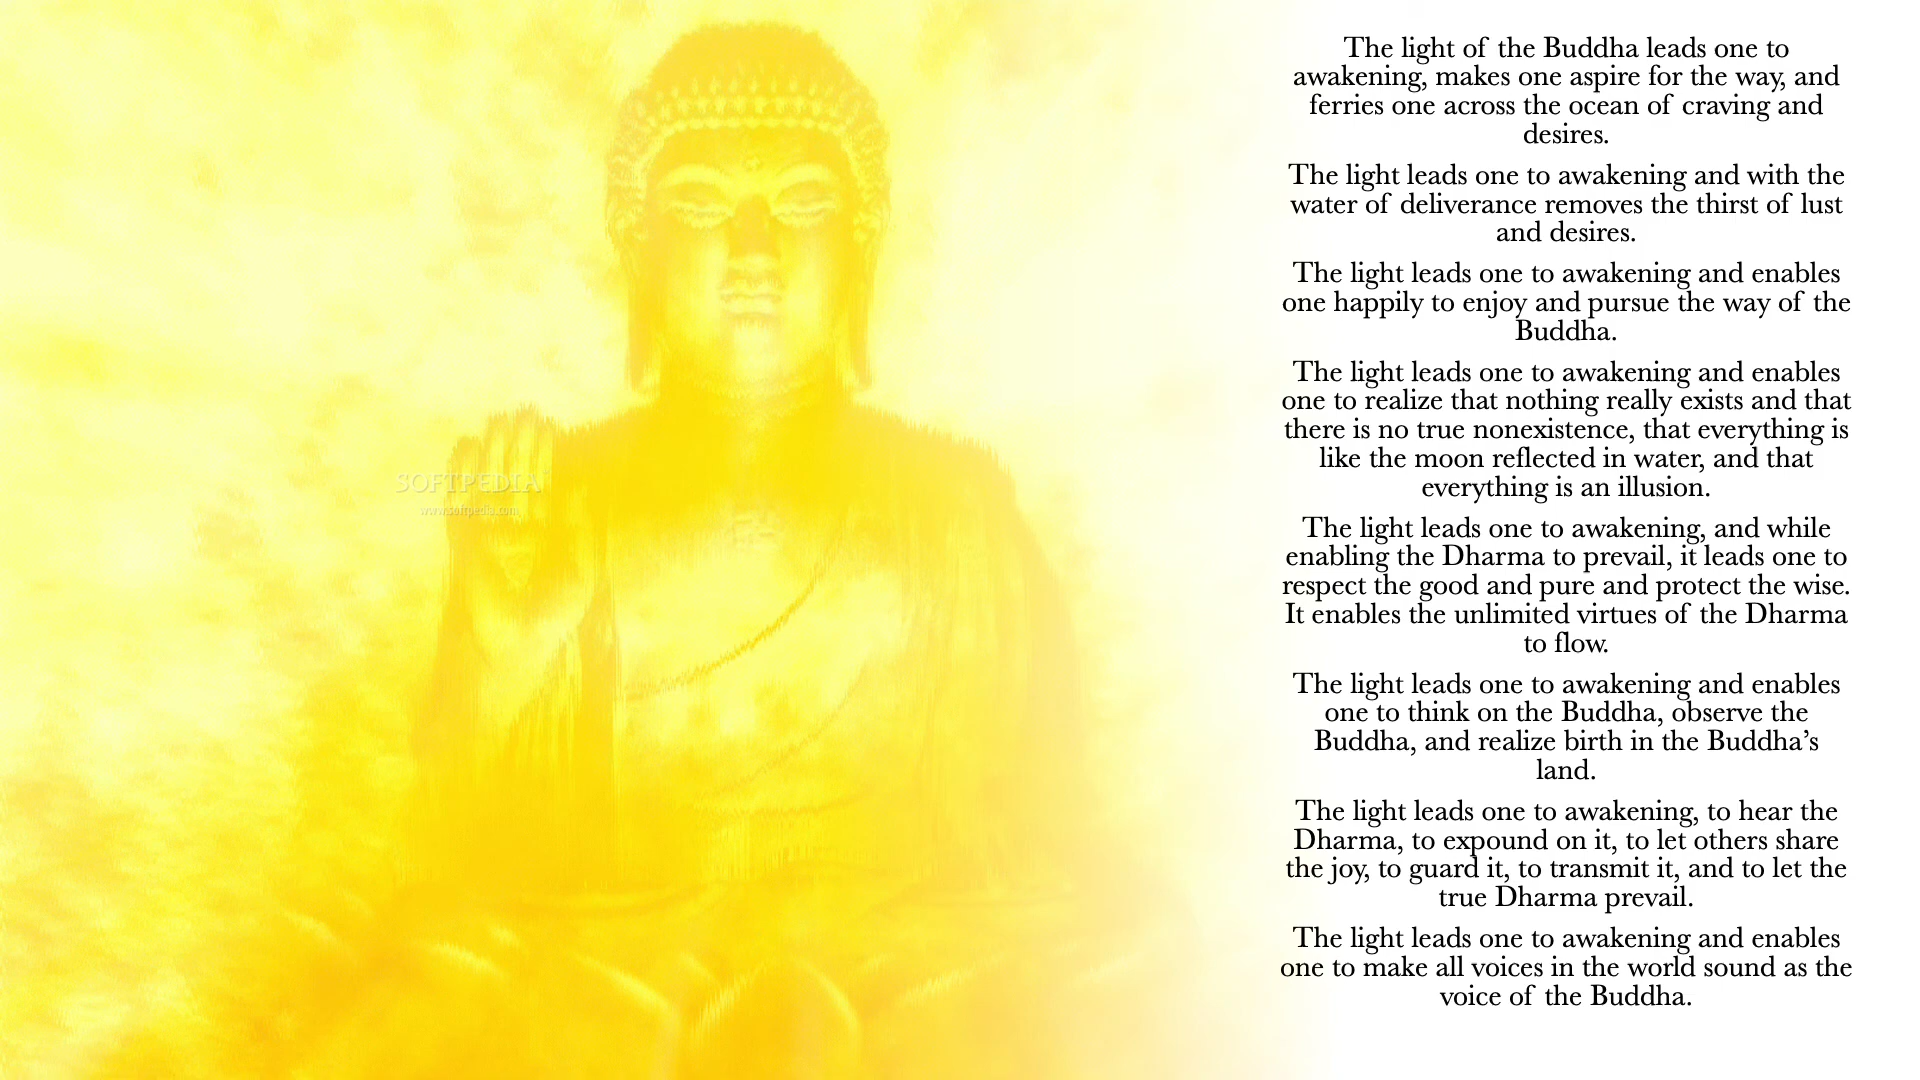 SOFTPEDIA
www.softpedia.com
The light of the Buddha leads one to
awakening, makes one aspire for the way, and
ferries one across the ocean of craving and
desires.
The light leads one to awakening and with the
water of deliverance removes the thirst of lust
and desires.
The light leads one to awakening and enables
one happily to enjoy and pursue the way of the
Buddha.
The light leads one to awakening and enables
one to realize that nothing really exists and that
there is no true nonexistence, that everything is
like the moon reflected in water, and that
everything is an illusion.
The light leads one to awakening, and while
enabling the Dharma to prevail, it leads one to
respect the good and pure and protect the wise.
It enables the unlimited virtues of the Dharma
to flow.
The light leads one to awakening and enables
one to think on the Buddha, observe the
Buddha, and realize birth in the Buddha’s
land.
The light leads one to awakening, to hear the
Dharma, to expound on it, to let others share
the joy, to guard it, to transmit it, and to let the
true Dharma prevail.
The light leads one to awakening and enables
one to make all voices in the world sound as the
voice of the Buddha.